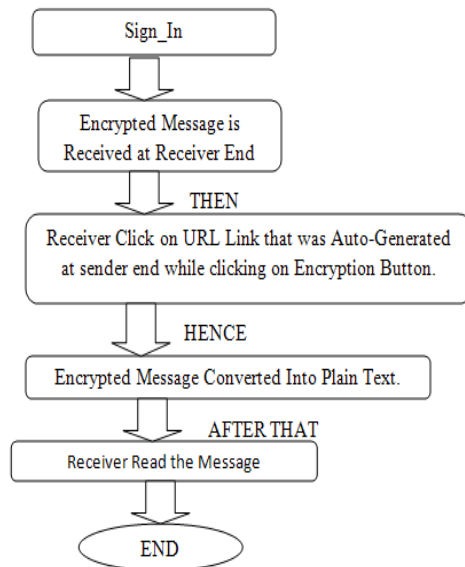 Sign_In
Encrypted Message is
Received at Receiver End
THEN
Receiver Click on URL Link that was Auto-Generated
at sender end while clicking on Encryption Button.
HENCE
Encrypted Message Converted Into Plain Text.
AFTER THAT
Receiver Read the Message
END